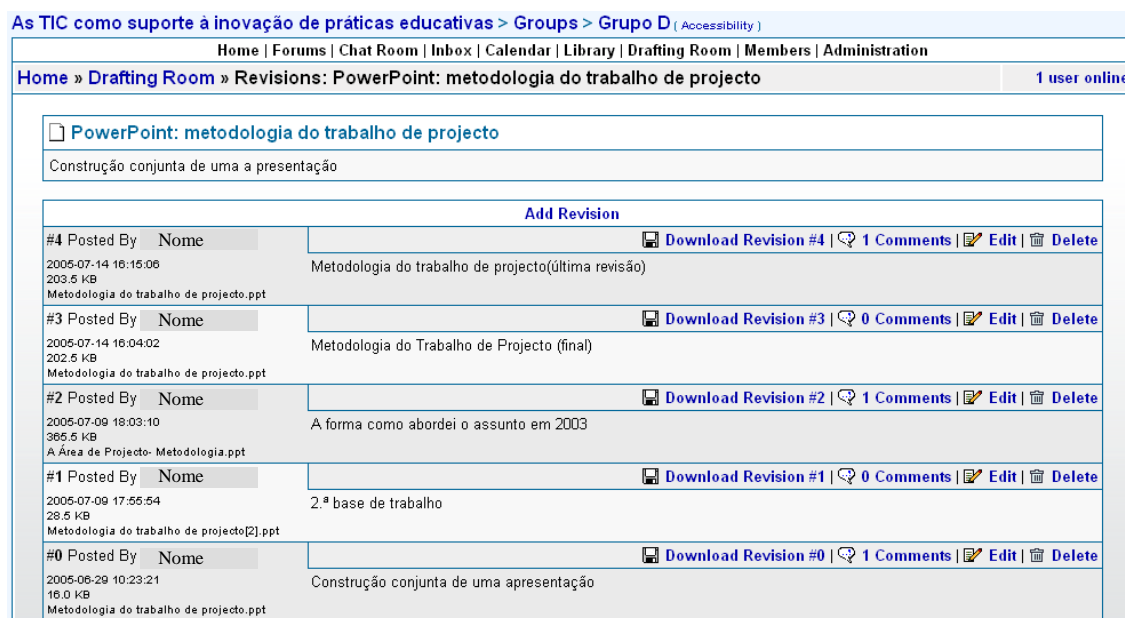 As TIC como suporte à inovação de práticas educativas > Groups > Grupo D ( Accessibility )
Home | Forums | Chat Room | Inbox | Calendar | Library | Drafting Room | Members | Administration
Home » Drafting Room » Revisions: PowerPoint: metodologia do trabalho de projecto 1 user online
PowerPoint: metodologia do trabalho de projecto
Construção conjunta de uma a presentação
Add Revision
#4 Posted By Nome Download Revision #4 | 1 Comments | Edit | Delete
2005-07-14 16:15:06 Metodologia do trabalho de projecto(última revisão)
203.5 KB
Metodologia do trabalho de projecto.ppt
#3 Posted By Nome Download Revision #3 | 0 Comments | Edit | Delete
2005-07-14 16:04:02 Metodologia do Trabalho de Projecto (final)
202.5 KB
Metodologia do trabalho de projecto.ppt
#2 Posted By Nome Download Revision #2 | 1 Comments | Edit | Delete
2005-07-09 18:03:10 A forma como abordei o assunto em 2003
365.5 KB
A Área de Projecto- Metodologia.ppt
#1 Posted By Nome Download Revision #1 | 0 Comments | Edit | Delete
2005-07-09 17:55:54 2.ª base de trabalho
28.5 KB
Metodologia do trabalho de projecto[2].ppt
#0 Posted By Nome Download Revision #0 | 1 Comments | Edit | Delete
2005-06-29 10:23:21 Construção conjunta de uma apresentação
16.0 KB
Metodologia do trabalho de projecto.ppt